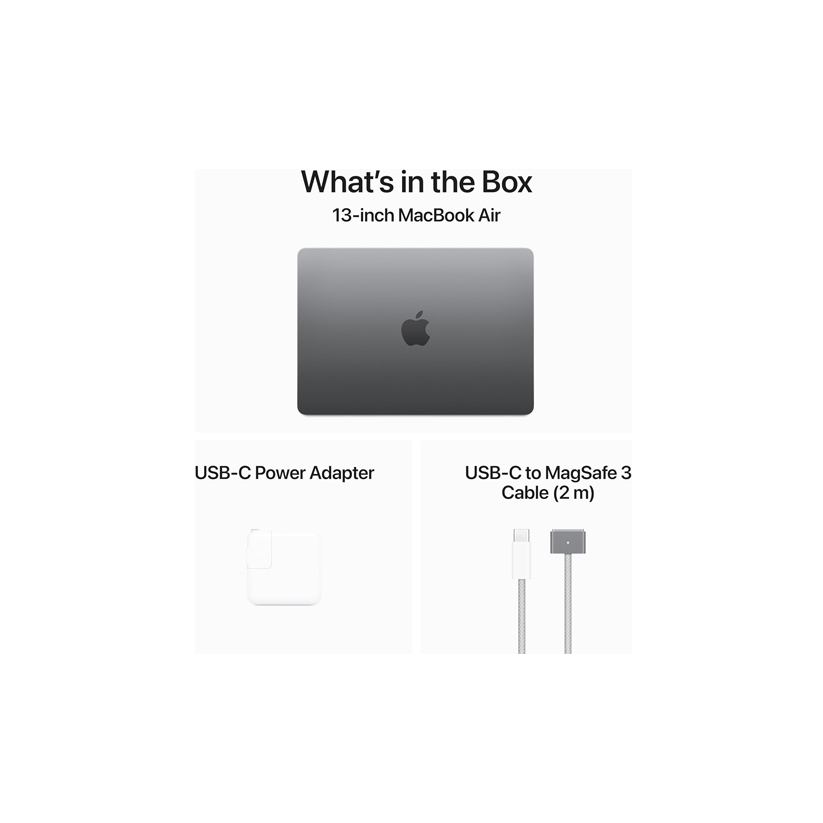 What's in the Box
13-inch MacBook Air
USB-C Power Adapter
USB-C to MagSafe 3
Cable (2 m)